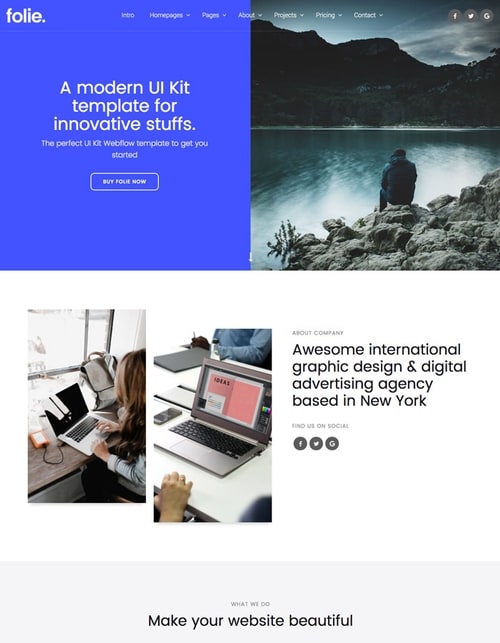 folie.
Intro Homepages Pages About Projects Pricing Contact
A modern UI Kit
template for
innovative stuffs.
The perfect UI Kit Webflow template to get you
started
BUY FOLIE NOW
IDEAS
ABOUT COMPANY
Awesome international
graphic design & digital
advertising agency
based in New York
FIND US ON SOCIAL
WHAT WE DO
Make your website beautiful